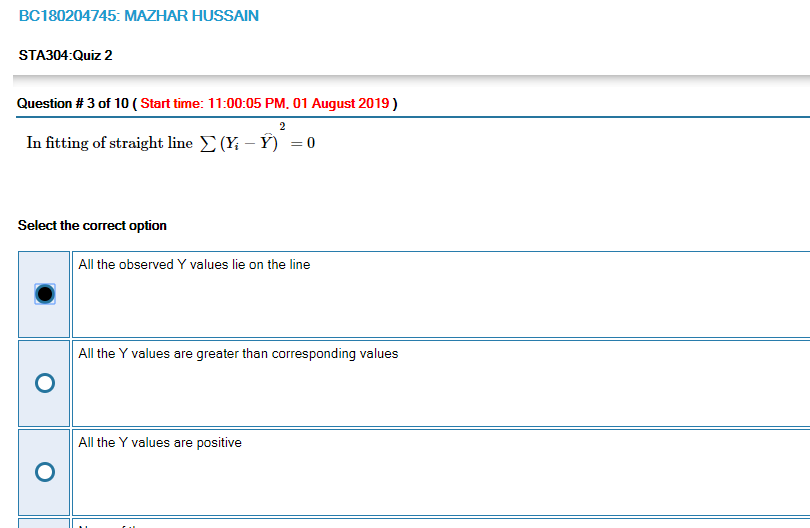 BC180204745: MAZHAR HUSSAIN
STA304:Quiz 2
Question # 3 of 10 ( Start time: 11:00:05 PM, 01 August 2019 )
In fitting of straight line ∑ (Yᵢ − Ŷ)² = 0
Select the correct option
All the observed Y values lie on the line
All the Y values are greater than corresponding values
All the Y values are positive